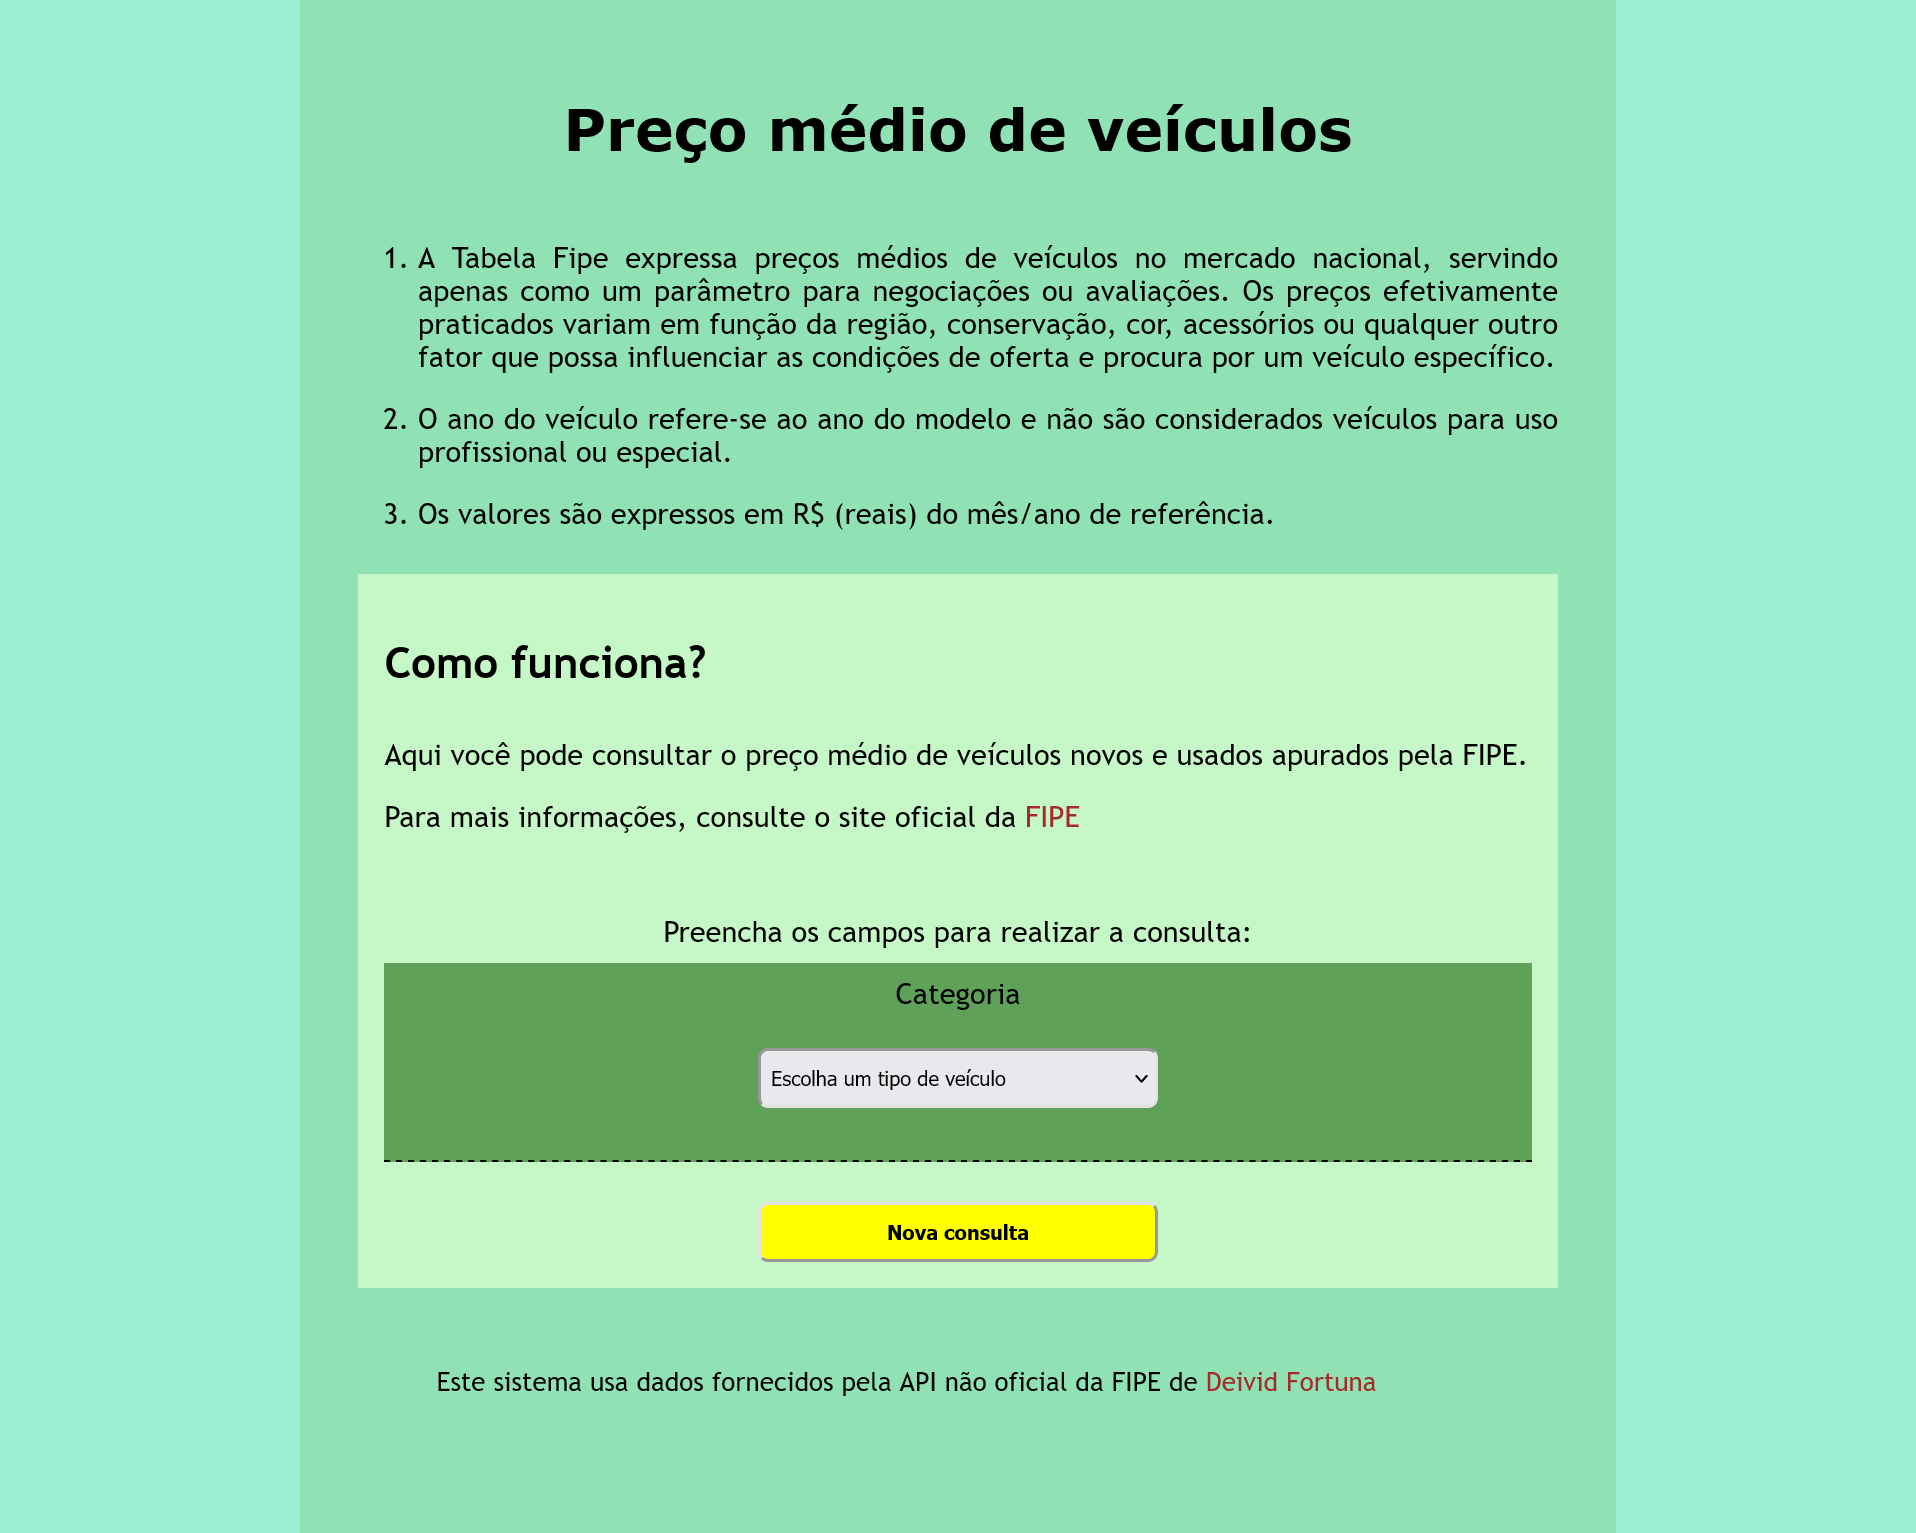 Preço médio de veículos
1. A Tabela Fipe expressa preços médios de veículos no mercado nacional, servindo
apenas como um parâmetro para negociações ou avaliações. Os preços efetivamente
praticados variam em função da região, conservação, cor, acessórios ou qualquer outro
fator que possa influenciar as condições de oferta e procura por um veículo específico.
2. O ano do veículo refere-se ao ano do modelo e não são considerados veículos para uso
profissional ou especial.
3. Os valores são expressos em R$ (reais) do mês/ano de referência.
Como funciona?
Aqui você pode consultar o preço médio de veículos novos e usados apurados pela FIPE.
Para mais informações, consulte o site oficial da FIPE
Preencha os campos para realizar a consulta:
Categoria
Escolha um tipo de veículo
Nova consulta
Este sistema usa dados fornecidos pela API não oficial da FIPE de Deivid Fortuna